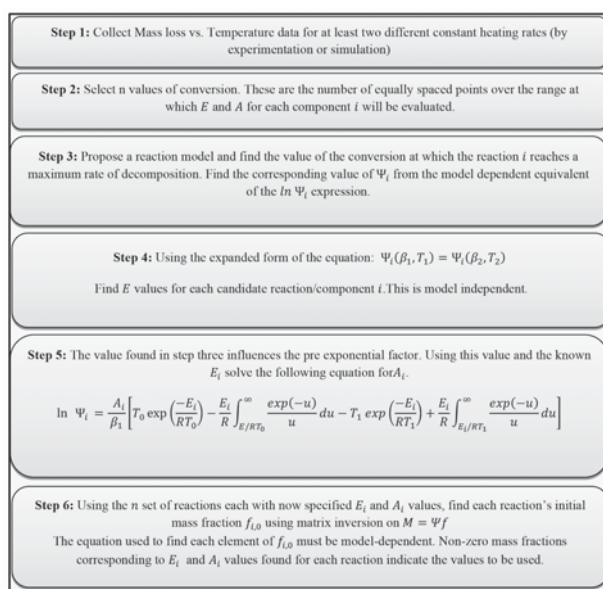 Step 1: Collect Mass loss vs. Temperature data for at least two different constant heating rates (by
experimentation or simulation)
Step 2: Select n values of conversion. These are the number of equally spaced points over the range at
which E and A for each component i will be evaluated.
Step 3: Propose a reaction model and find the value of the conversion at which the reaction i reaches a
maximum rate of decomposition. Find the corresponding value of Ψ_i from the model dependent equivalent
of the ln Ψ_i expression.
Step 4: Using the expanded form of the equation: Ψ_i(β_1, T_1) = Ψ_i(β_2, T_2)
Find E values for each candidate reaction/component i.This is model independent.
Step 5: The value found in step three influences the pre exponential factor. Using this value and the known
E_i solve the following equation forA_i.
ln Ψ_i = A_i/β_1 [T_0 exp(−E_i/RT_0) − E_i/R ∫_{E/RT_0}^∞ exp(−u)/u du − T_1 exp(−E_i/RT_1) + E_i/R ∫_{E_i/RT_1}^∞ exp(−u)/u du]
Step 6: Using the n set of reactions each with now specified E_i and A_i values, find each reaction's initial
mass fraction f_{i,0} using matrix inversion on M = Ψf
The equation used to find each element of f_{i,0} must be model-dependent. Non-zero mass fractions
corresponding to E_i and A_i values found for each reaction indicate the values to be used.